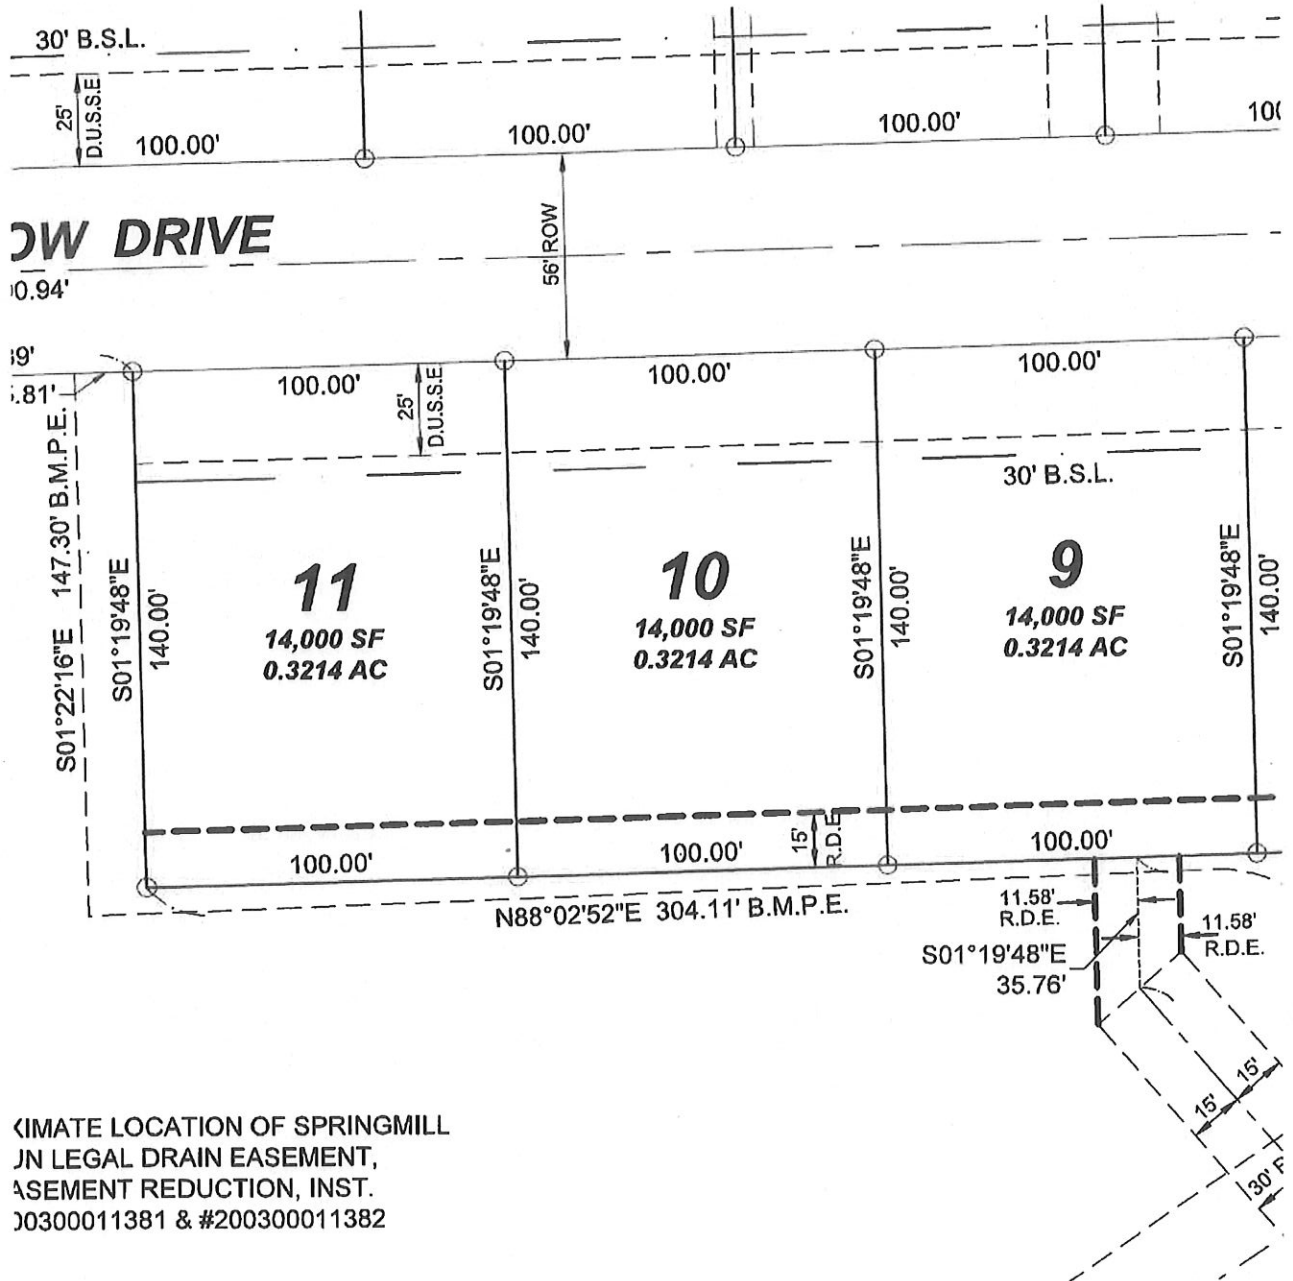 30' B.S.L.
25'
D.U.S.S.E
100.00'
100.00'
100.00'
100
OW DRIVE
56' ROW
00.94'
39'
.81'
100.00'
100.00'
100.00'
25'
D.U.S.S.E
30' B.S.L.
S01°22'16"E 147.30' B.M.P.E.
S01°19'48"E
140.00'
11
14,000 SF
0.3214 AC
S01°19'48"E
140.00'
10
14,000 SF
0.3214 AC
S01°19'48"E
140.00'
9
14,000 SF
0.3214 AC
S01°19'48"E
140.00'
15'
R.D.E
100.00'
100.00'
100.00'
N88°02'52"E 304.11' B.M.P.E.
11.58'
R.D.E.
11.58'
R.D.E.
S01°19'48"E
35.76'
15'
15'
30' 
XIMATE LOCATION OF SPRINGMILL
UN LEGAL DRAIN EASEMENT,
ASEMENT REDUCTION, INST.
00300011381 & #200300011382